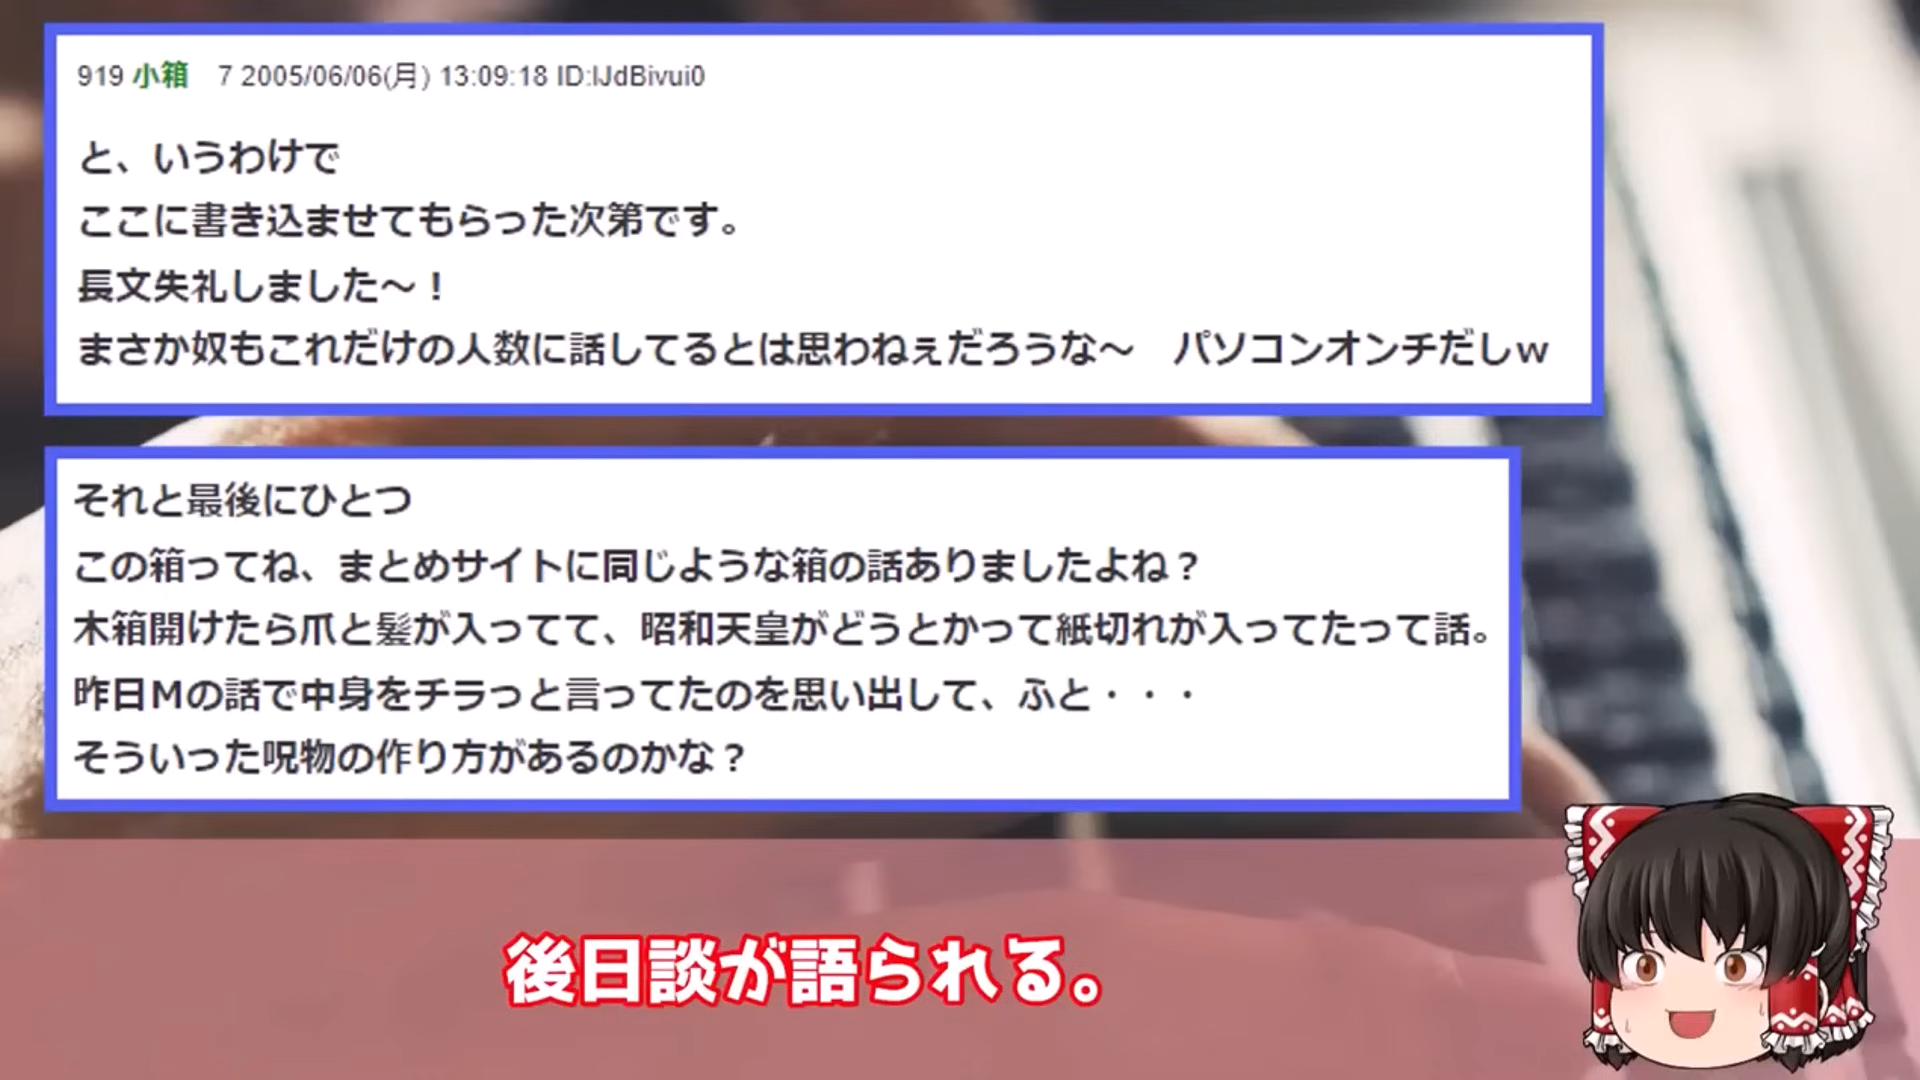 919 小箱　7 2005/06/06(月) 13:09:18 ID:lJdBivui0
と、いうわけで
ここに書き込ませてもらった次第です。
長文失礼しました～！
まさか奴もこれだけの人数に話してるとは思わねぇだろうな～　パソコンオンチだしｗ
それと最後にひとつ
この箱ってね、まとめサイトに同じような箱の話ありましたよね？
木箱開けたら爪と髪が入ってて、昭和天皇がどうとかって紙切れが入ってたって話。
昨日Ｍの話で中身をチラっと言ってたのを思い出して、ふと・・・
そういった呪物の作り方があるのかな？
後日談が語られる。